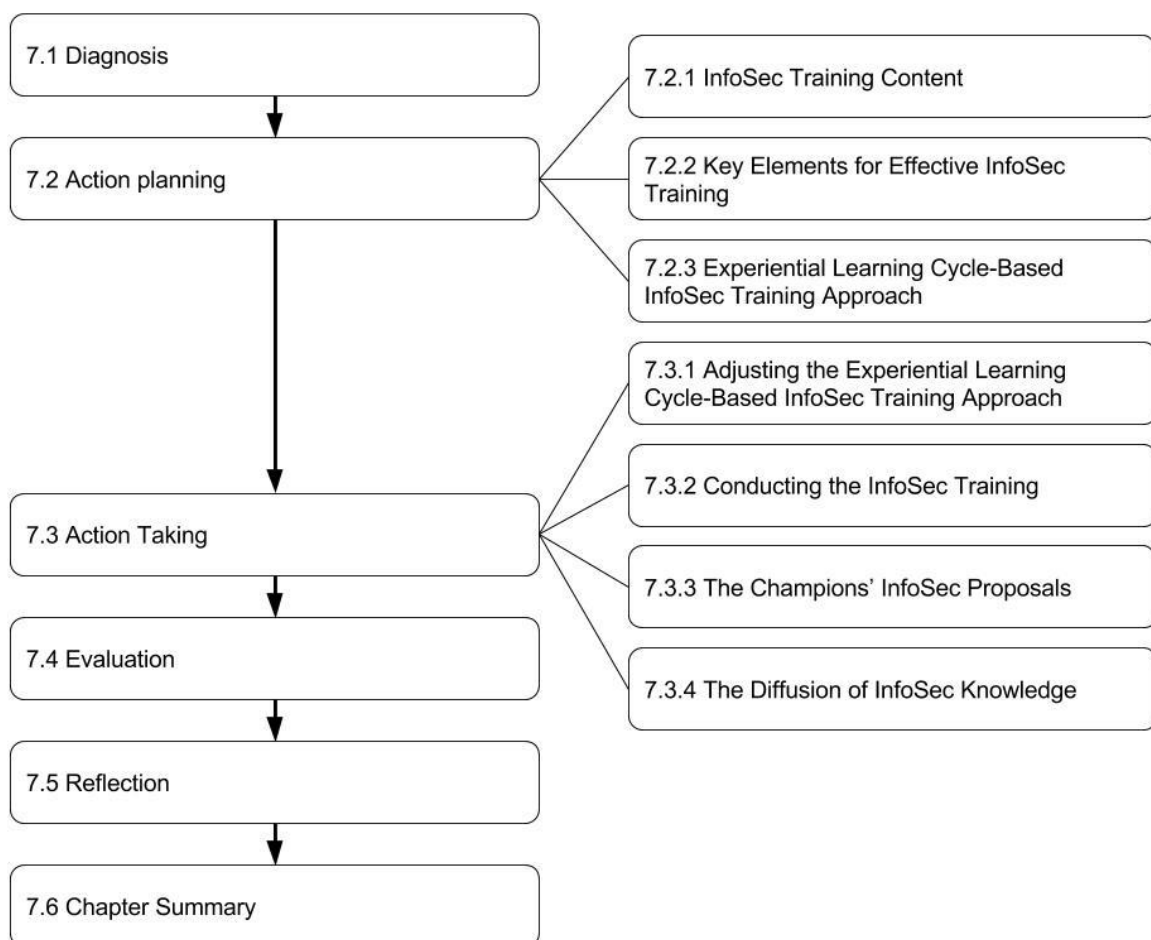 7.1 Diagnosis
7.2 Action planning
7.2.1 InfoSec Training Content
7.2.2 Key Elements for Effective InfoSec
Training
7.2.3 Experiential Learning Cycle-Based
InfoSec Training Approach
7.3 Action Taking
7.3.1 Adjusting the Experiential Learning
Cycle-Based InfoSec Training Approach
7.3.2 Conducting the InfoSec Training
7.3.3 The Champions’ InfoSec Proposals
7.3.4 The Diffusion of InfoSec Knowledge
7.4 Evaluation
7.5 Reflection
7.6 Chapter Summary